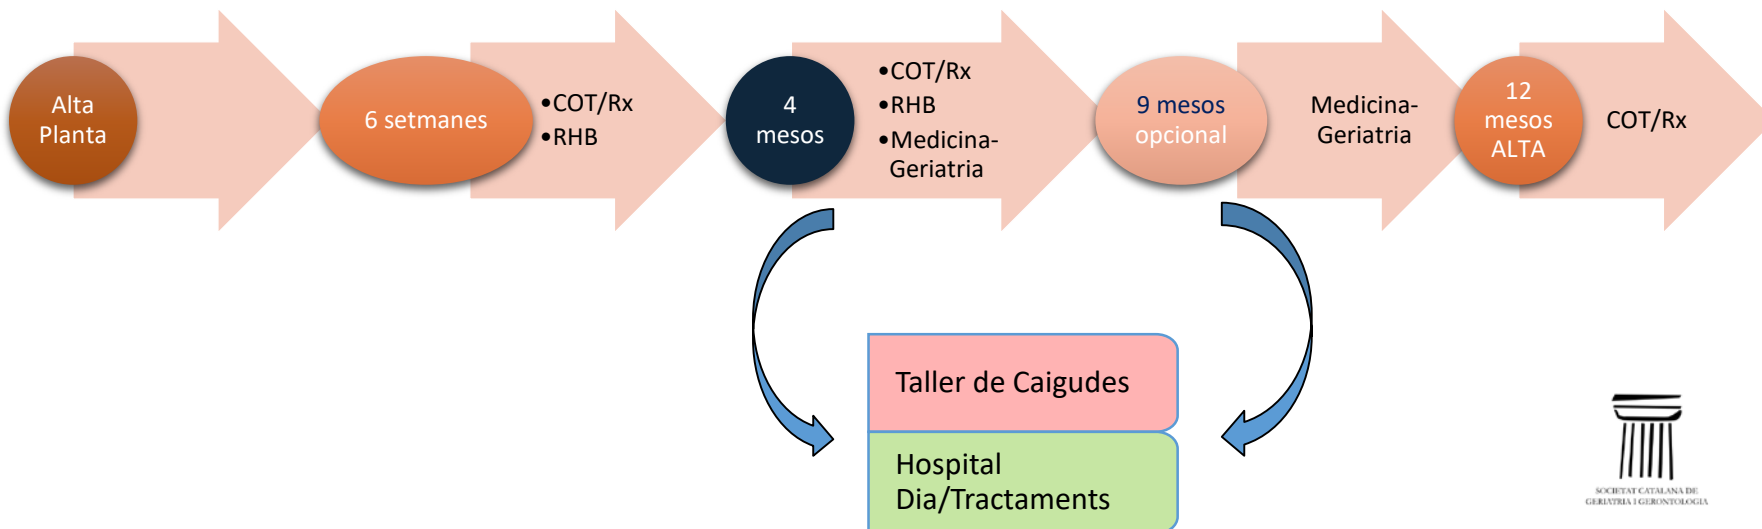 Alta
Planta
6 setmanes
•COT/Rx
•RHB
4
mesos
•COT/Rx
•RHB
•Medicina-
Geriatria
9 mesos
opcional
Medicina-
Geriatria
12
mesos
ALTA
COT/Rx
Taller de Caigudes
Hospital
Dia/Tractaments
SOCIETAT CATALANA DE
GERIATRIA I GERONTOLOGIA